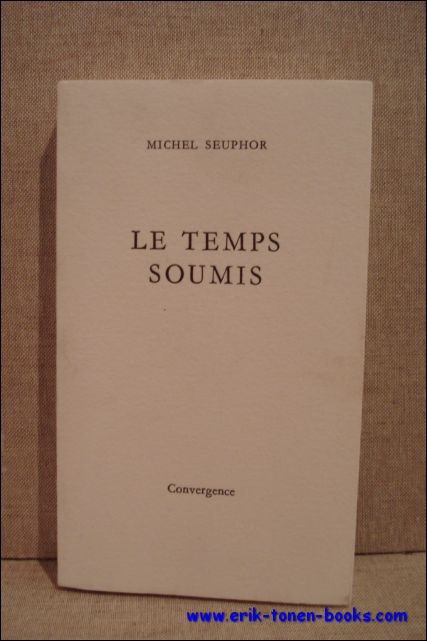 MICHEL SEUPHOR
LE TEMPS
SOUMIS
Convergence
www.erik-tonen-books.com